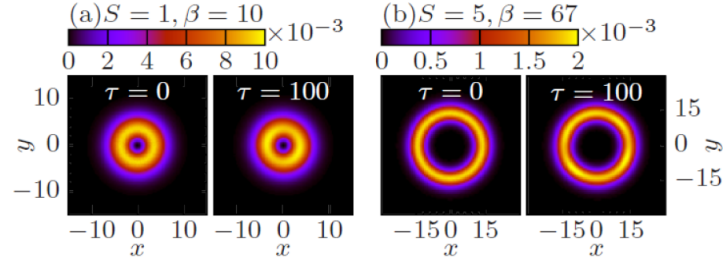 (a)S = 1, β = 10 (b)S = 5, β = 67
0 2 4 6 8 10 ×10⁻³ 0 0.5 1 1.5 2 ×10⁻³
τ = 0 τ = 100 τ = 0 τ = 100
10 15
y 0 0 y
−10 −15
−10 0 10 −10 0 10 −15 0 15 −15 0 15
x x x x